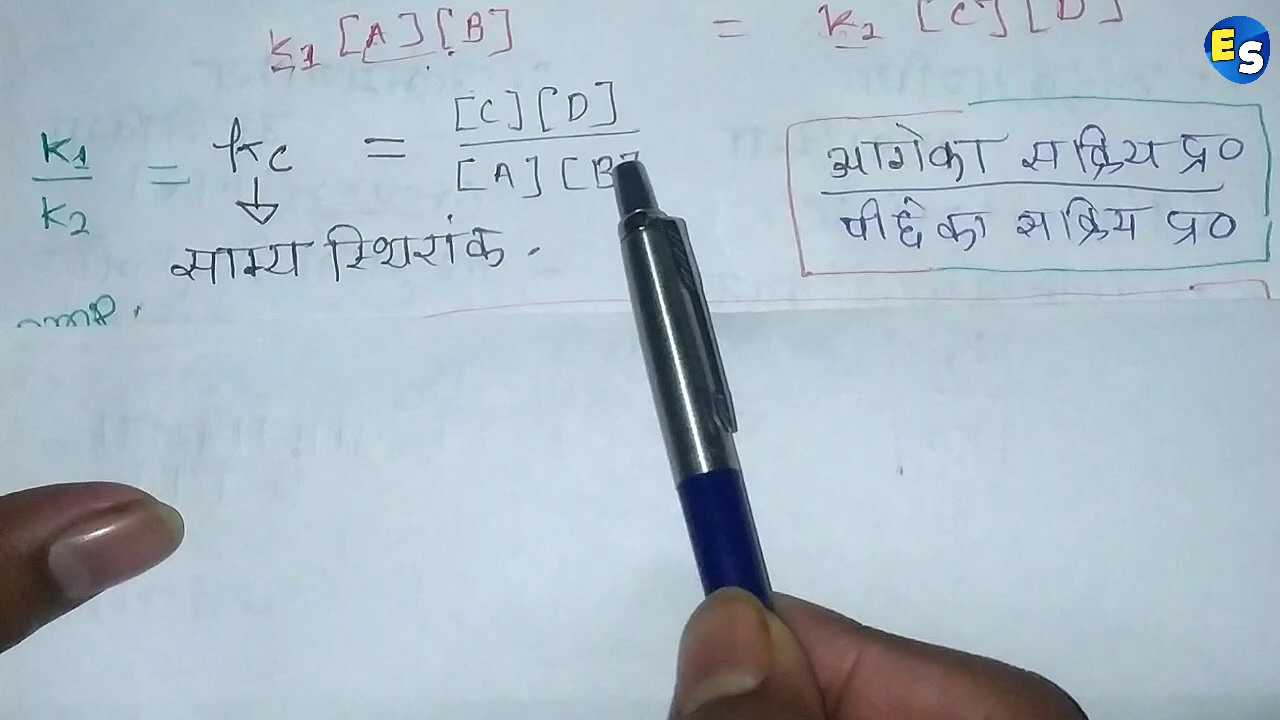 k1 [A][B] = k2 [C][D]
K1/K2 = Kc = [C][D]/[A][B]
आगेका सक्रिय द्र०
पीछे का सक्रिय द्र०
साम्य स्थिरांक.
ES